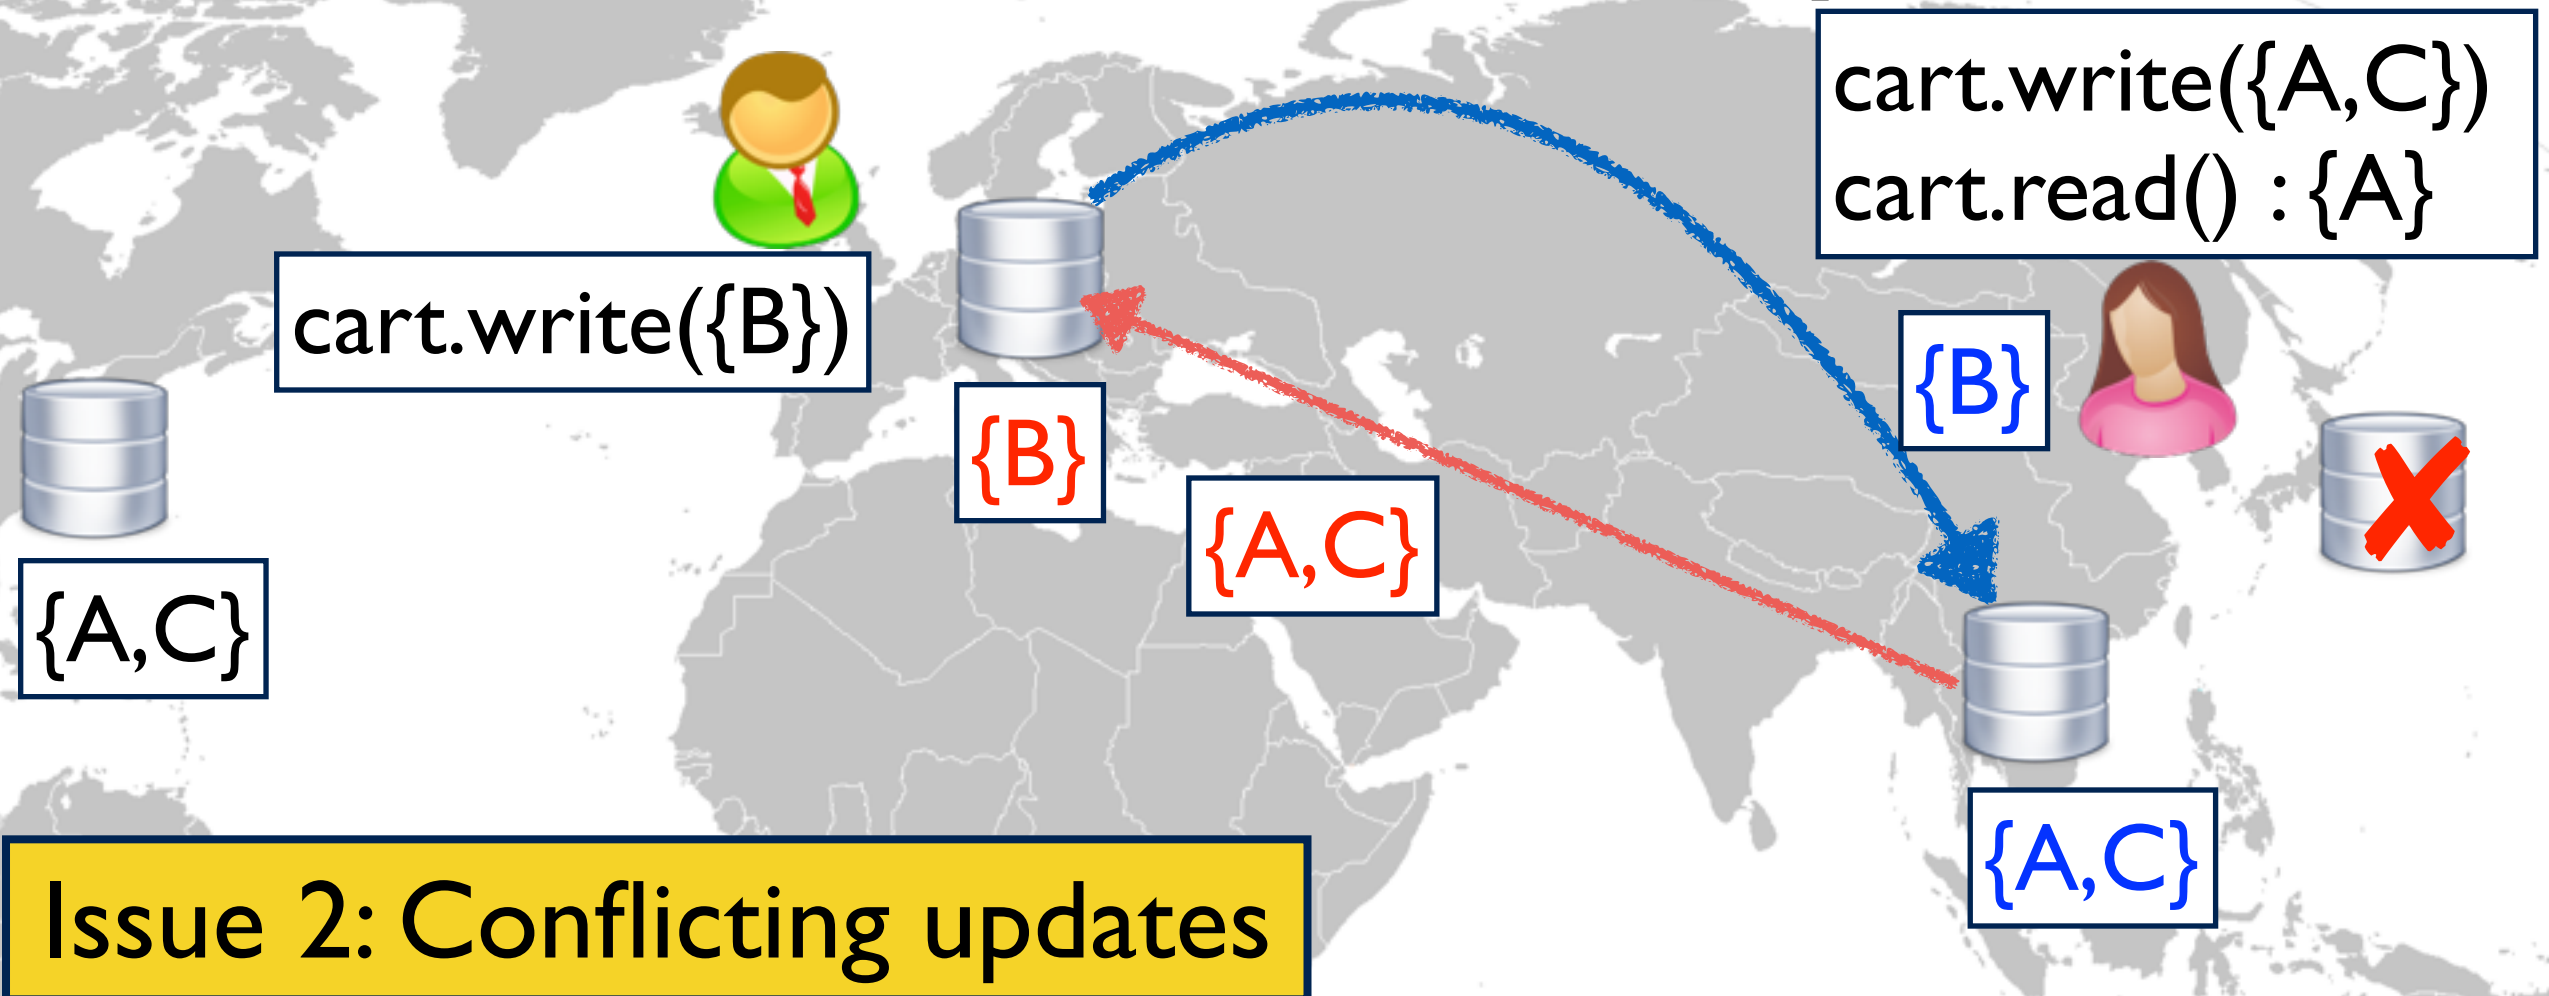 cart.write({A,C})
cart.read() : {A}
cart.write({B})
{B}
{B}
{A,C}
{A,C}
{A,C}
Issue 2: Conflicting updates